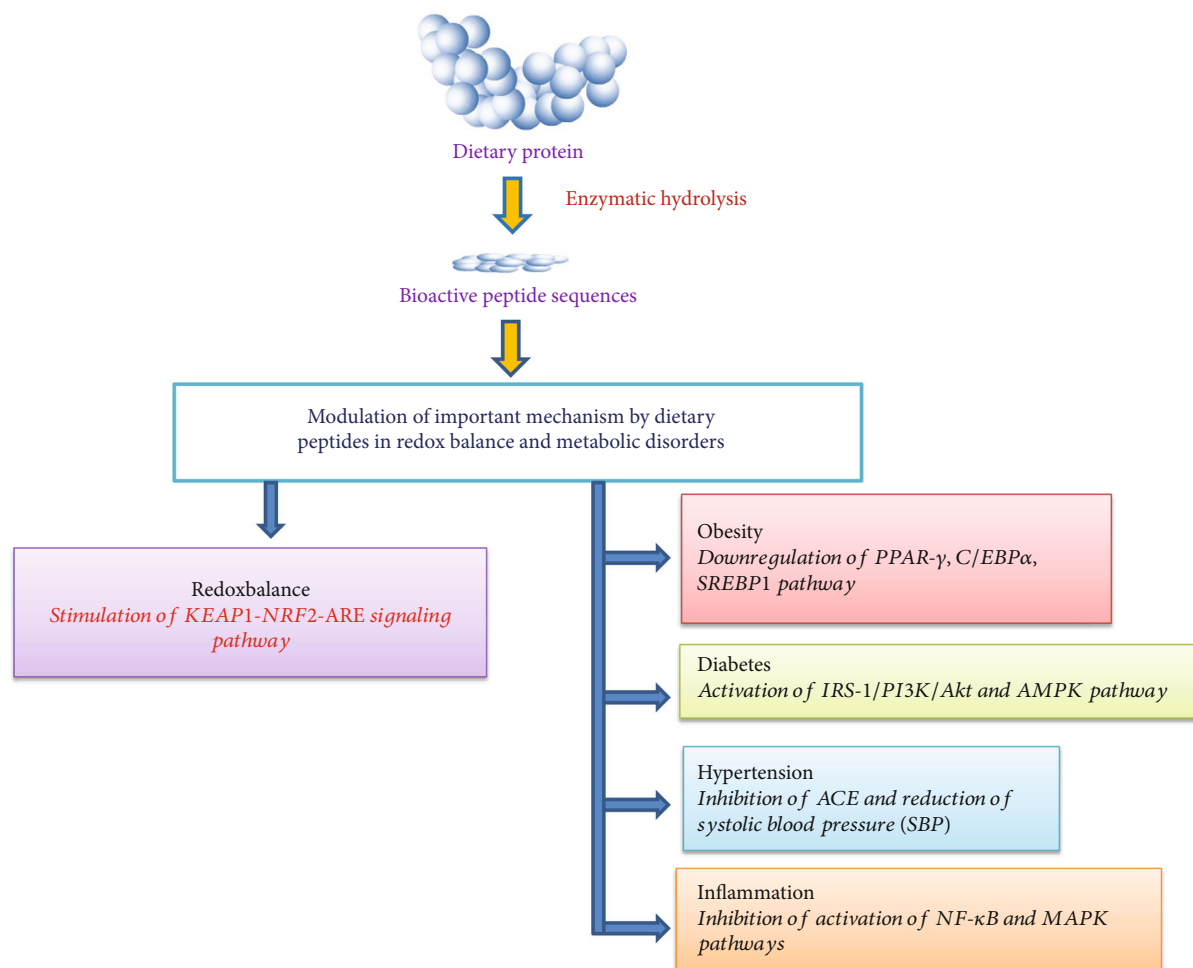 Dietary protein
Enzymatic hydrolysis
Bioactive peptide sequences
Modulation of important mechanism by dietary
peptides in redox balance and metabolic disorders
Redoxbalance
Stimulation of KEAP1-NRF2-ARE signaling
pathway
Obesity
Downregulation of PPAR-γ, C/EBPα,
SREBP1 pathway
Diabetes
Activation of IRS-1/PI3K/Akt and AMPK pathway
Hypertension
Inhibition of ACE and reduction of
systolic blood pressure (SBP)
Inflammation
Inhibition of activation of NF-κB and MAPK
pathways